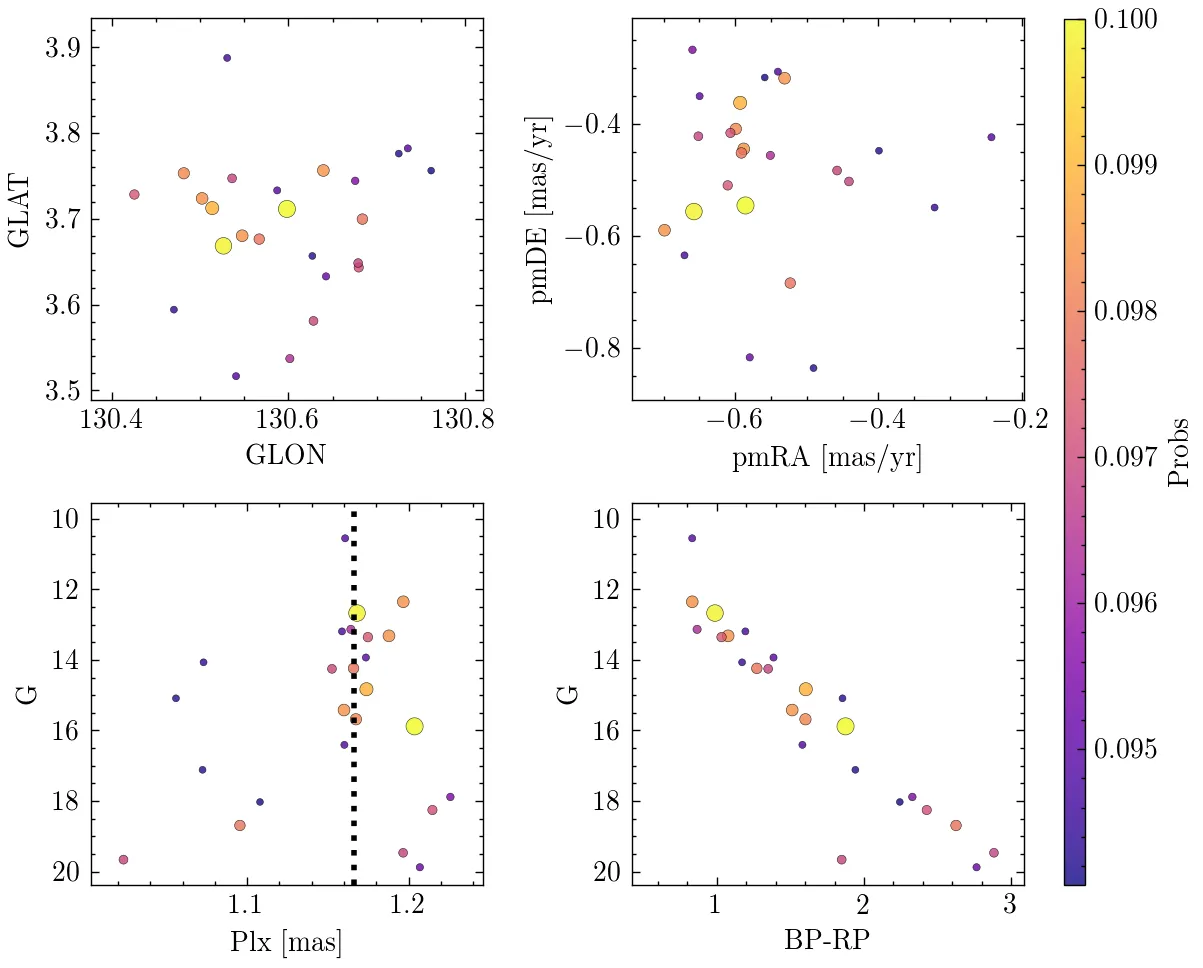 3.9
3.8
3.7
3.6
3.5
GLAT
130.4 130.6 130.8
GLON
−0.4
−0.6
−0.8
pmDE [mas/yr]
−0.6 −0.4 −0.2
pmRA [mas/yr]
10
12
14
16
18
20
G
1.1 1.2
Plx [mas]
10
12
14
16
18
20
G
1 2 3
BP-RP
0.100
0.099
0.098
0.097
0.096
0.095
Probs